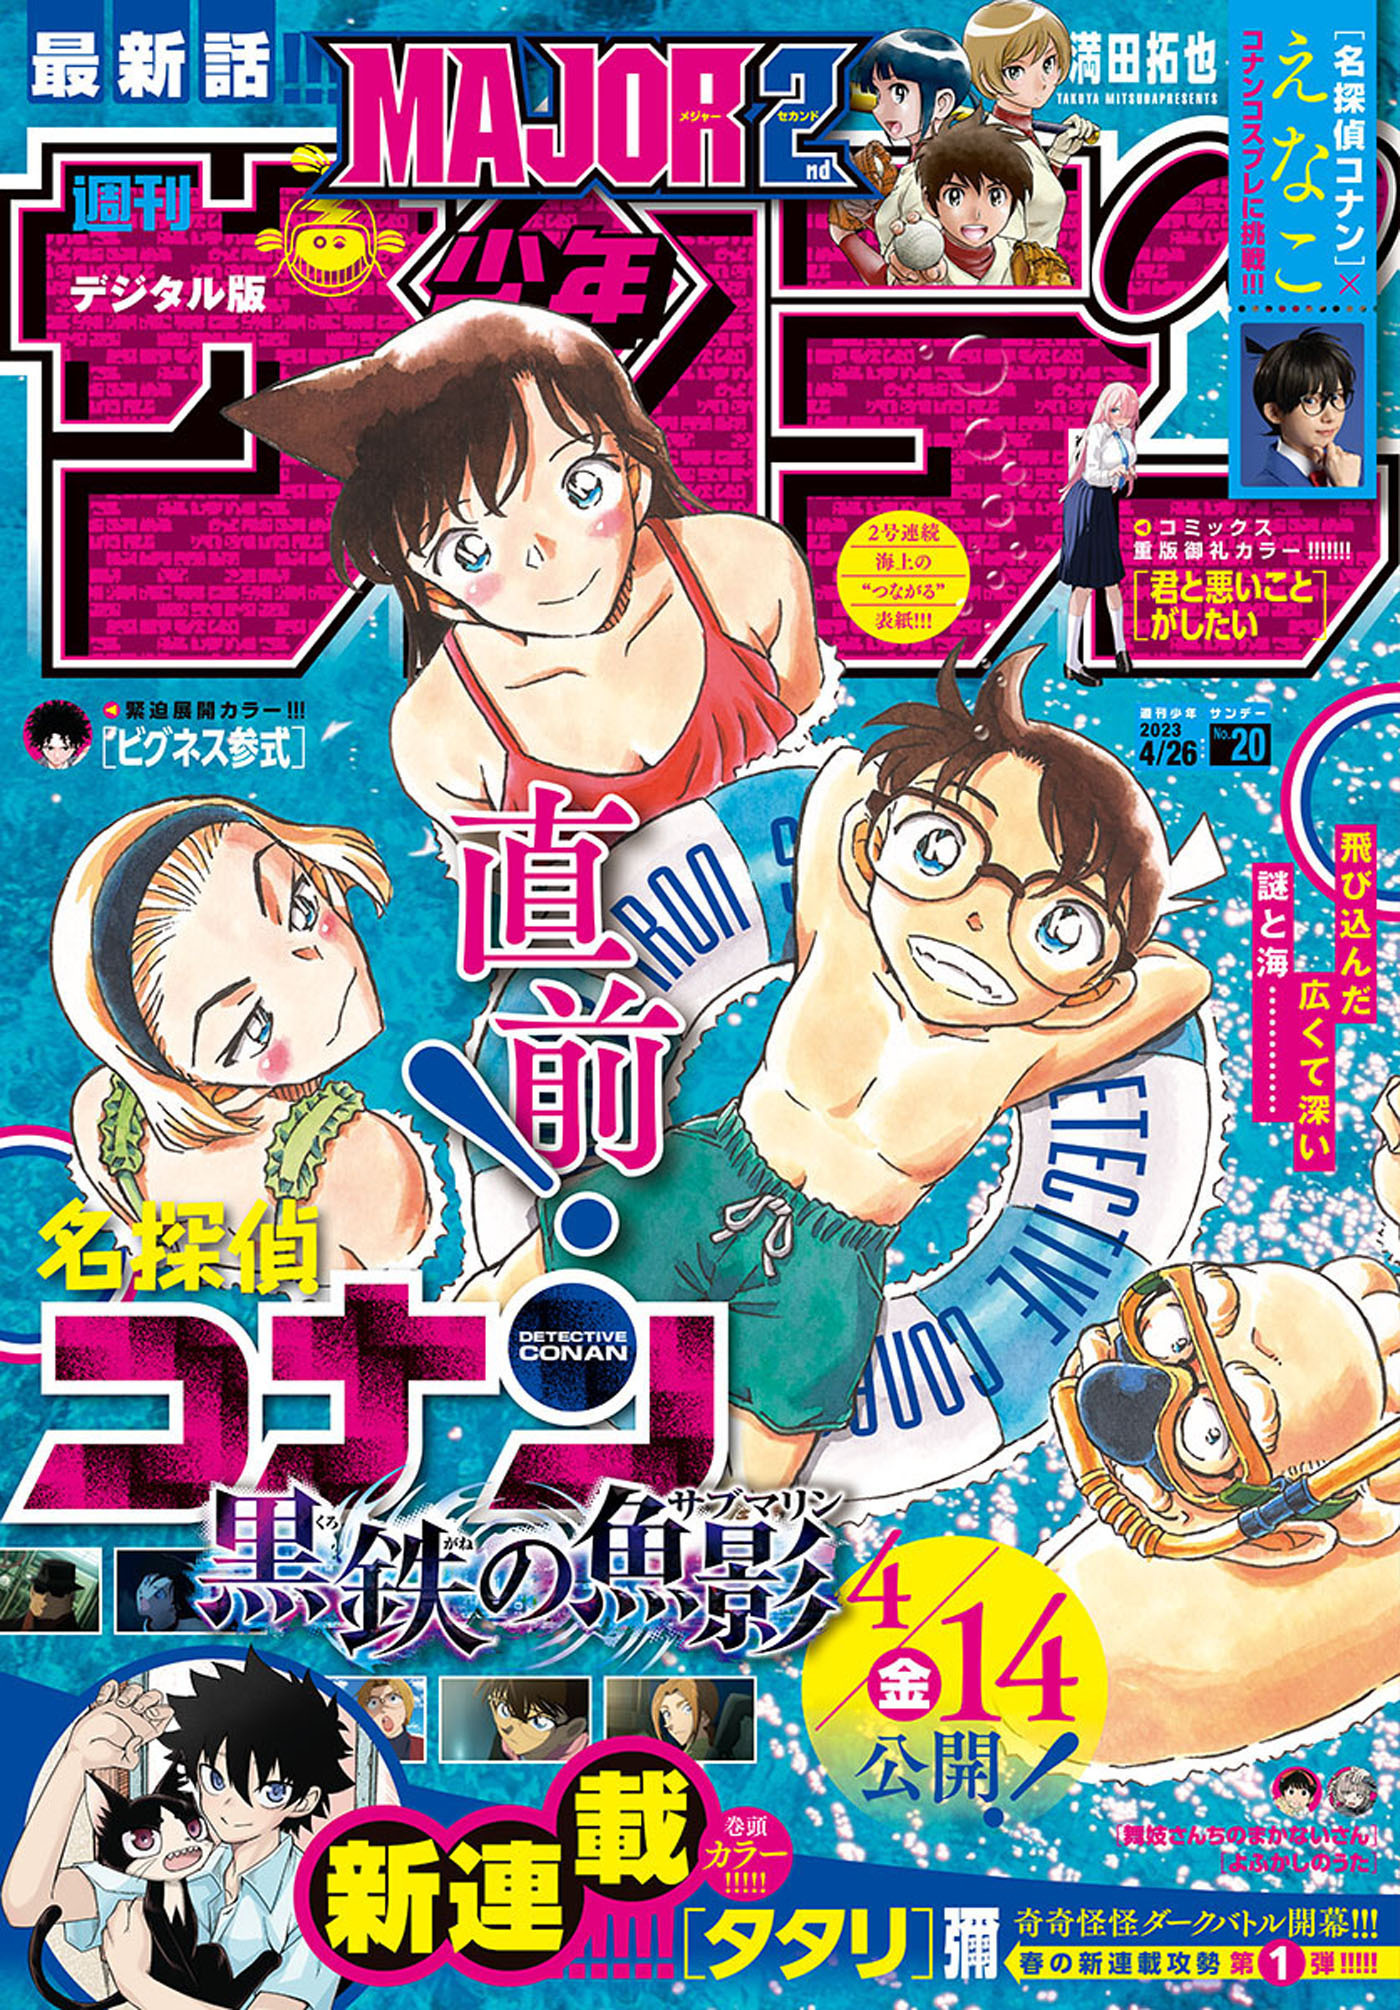 最新話!!!
MAJOR 2nd
メジャー セカンド
満田拓也
TAKUYA MITSUDA PRESENTS
[名探偵コナン]×
えなこ
コナンコスプレに挑戦!!!
週刊
少年
サンデー
デジタル版
2号連続
海上の
“つながる”
表紙!!!
コミックス
重版御礼カラー!!!!!!!
[君と悪いこと
がしたい]
緊迫展開カラー!!!
[ビグネス参式]
週刊少年 サンデー
2023
4/26
No.20
飛び込んだ
広くて深い
謎と海…………
直前!
IRON S
DETECTIVE CONA
名探偵
コナン
DETECTIVE
CONAN
黒鉄の魚影
くろ がね
サブマリン
4/14
金
公開!
[舞妓さんちのまかないさん]
[よふかしのうた]
新連載!!!!!
巻頭
カラー
!!!!!
[タタリ]
彌
奇奇怪怪ダークバトル開幕!!!
春の新連載攻勢 第1弾!!!!!